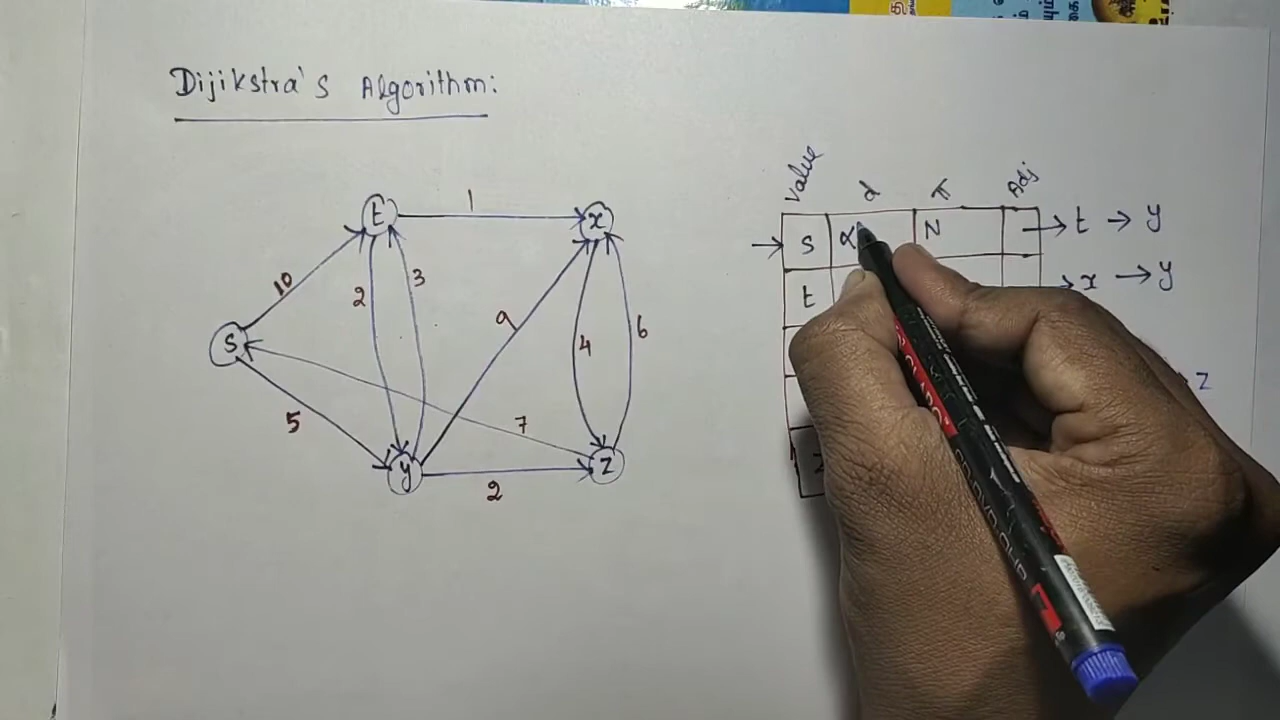 Dijikstra's Algorithm:
Value d π Adj
S ∝ N → t → y
t → x → y
z
t 1 x
10 2 3 9 4 6
S
5 7
y 2 z